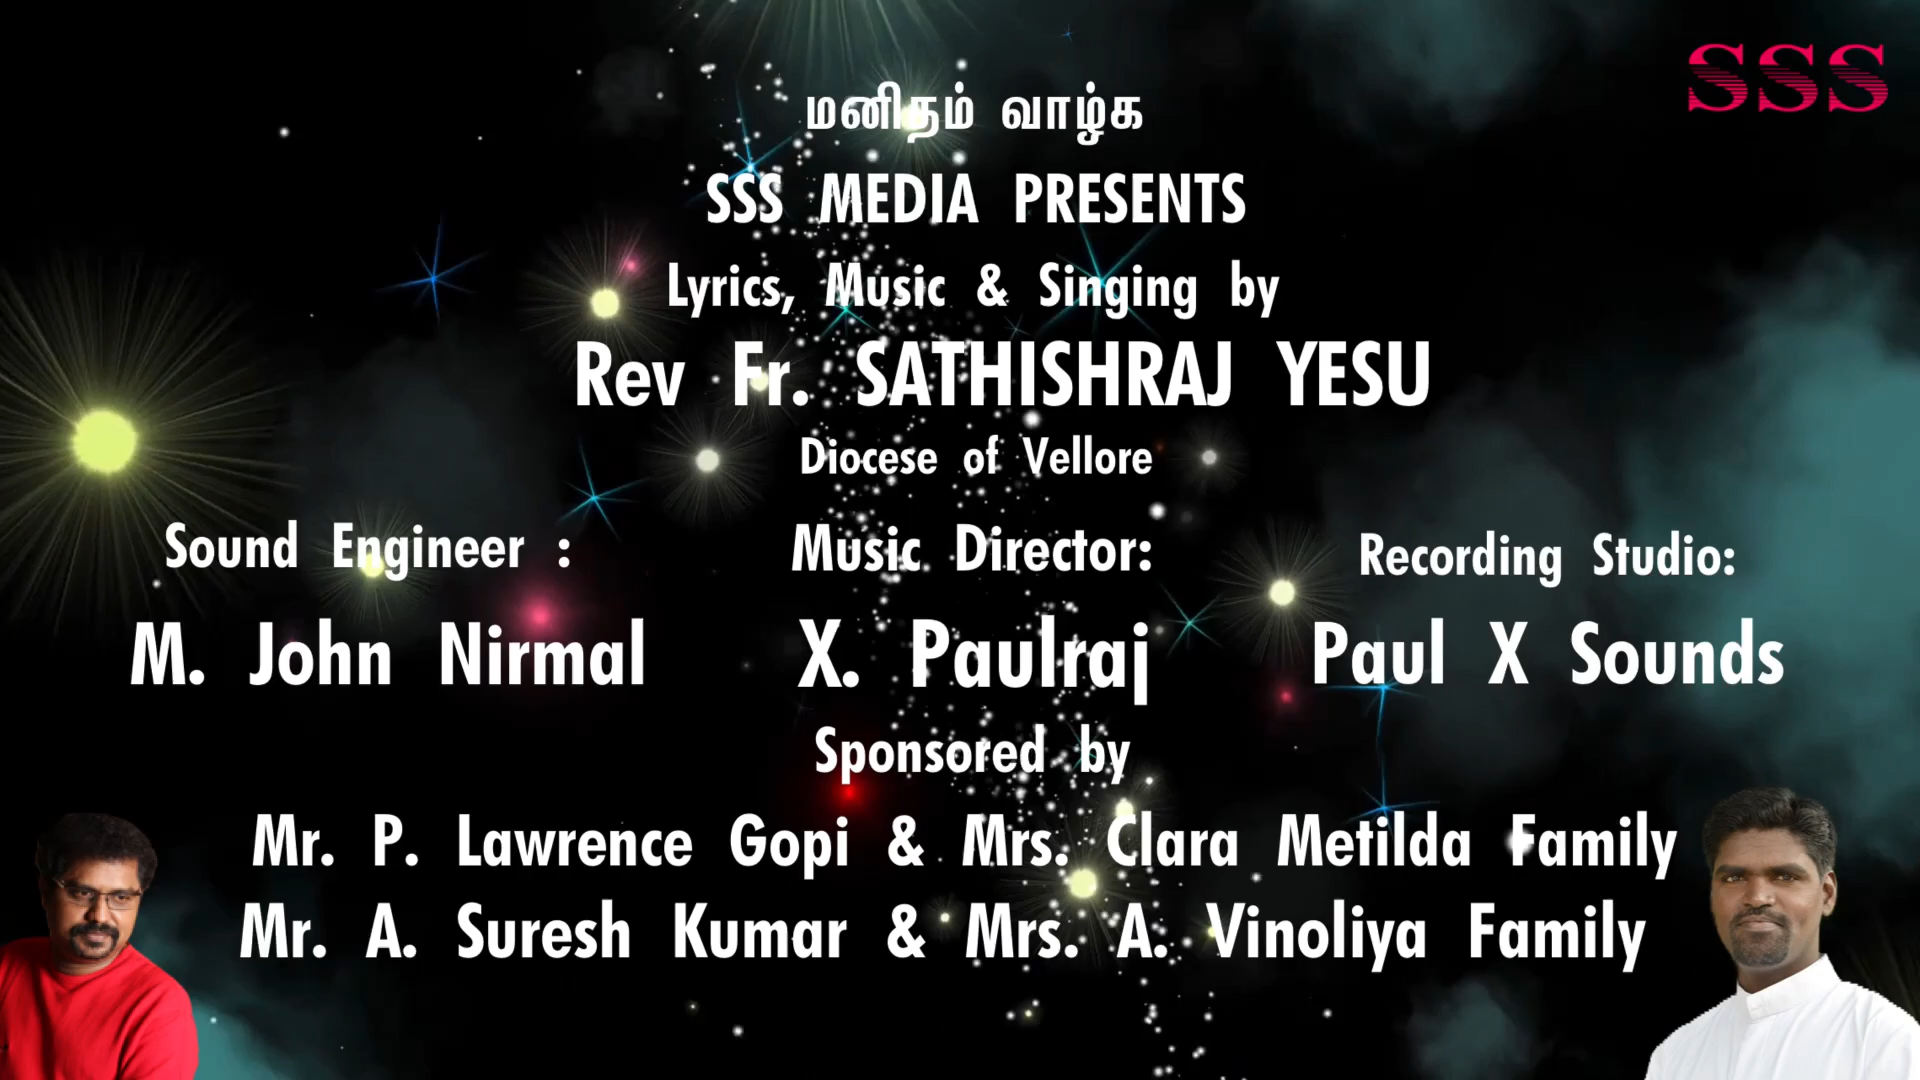 SSS
மனிதம் வாழ்க
SSS MEDIA PRESENTS
Lyrics, Music & Singing by
Rev Fr. SATHISHRAJ YESU
Diocese of Vellore
Sound Engineer :
M. John Nirmal
Music Director:
X. Paulraj
Recording Studio:
Paul X Sounds
Sponsored by
Mr. P. Lawrence Gopi & Mrs. Clara Metilda Family
Mr. A. Suresh Kumar & Mrs. A. Vinoliya Family